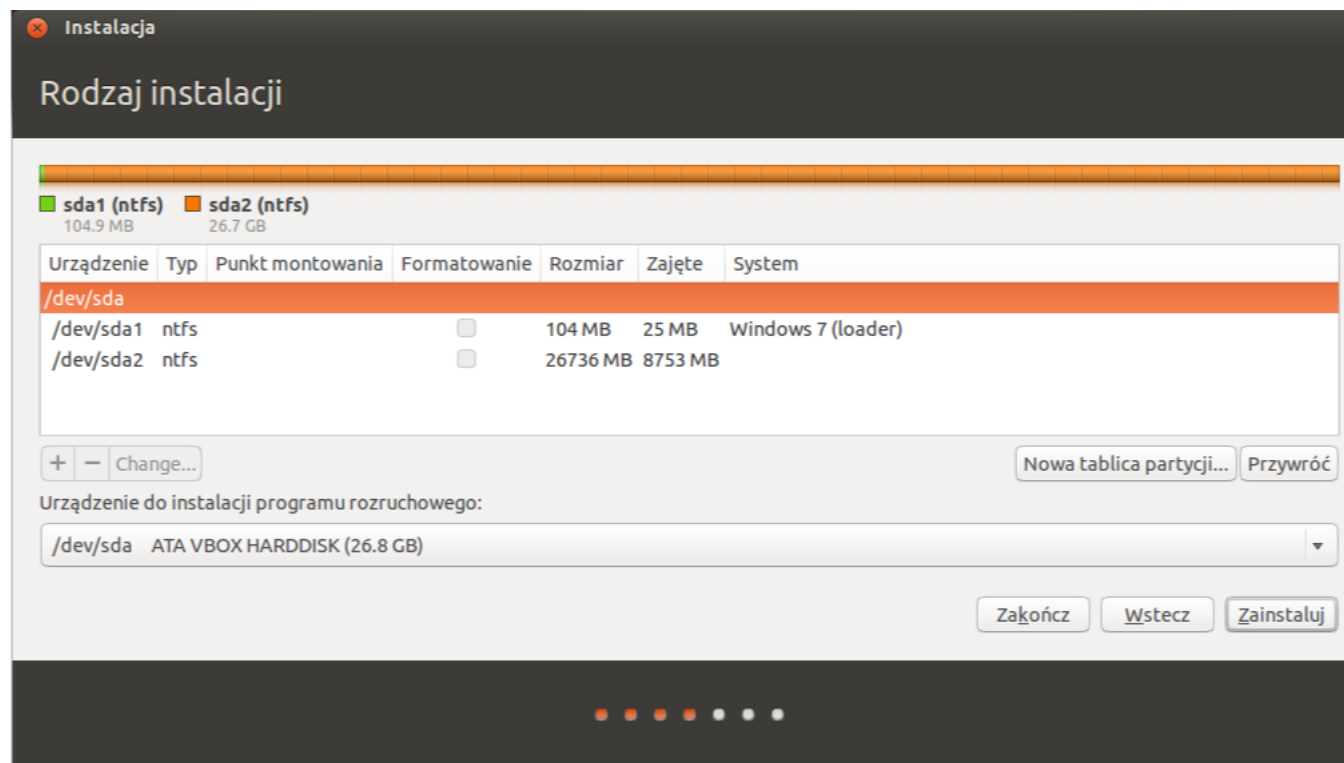 Instalacja
Rodzaj instalacji
sda1 (ntfs) sda2 (ntfs)
104.9 MB 26.7 GB
Urządzenie Typ Punkt montowania Formatowanie Rozmiar Zajęte System
/dev/sda
/dev/sda1 ntfs 104 MB 25 MB Windows 7 (loader)
/dev/sda2 ntfs 26736 MB 8753 MB
+ − Change... Nowa tablica partycji... Przywróć
Urządzenie do instalacji programu rozruchowego:
/dev/sda ATA VBOX HARDDISK (26.8 GB)
Zakończ Wstecz Zainstaluj